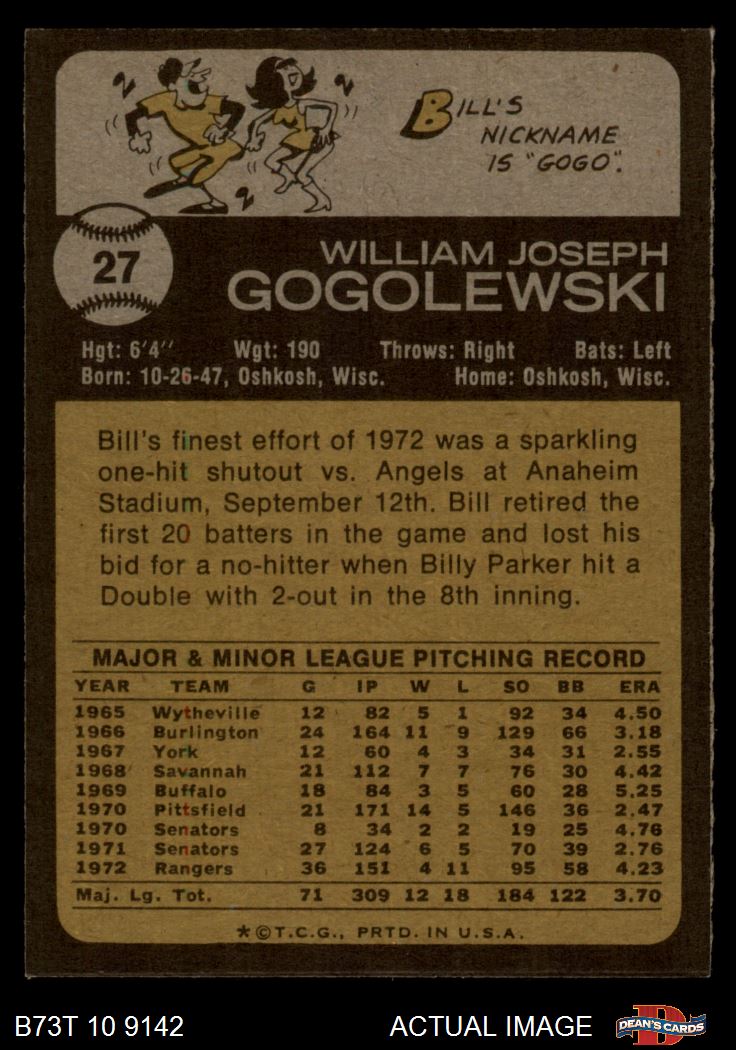 BILL'S
NICKNAME
IS "GOGO".
27
WILLIAM JOSEPH
GOGOLEWSKI
Hgt: 6'4" Wgt: 190 Throws: Right Bats: Left
Born: 10-26-47, Oshkosh, Wisc. Home: Oshkosh, Wisc.
Bill's finest effort of 1972 was a sparkling
one-hit shutout vs. Angels at Anaheim
Stadium, September 12th. Bill retired the
first 20 batters in the game and lost his
bid for a no-hitter when Billy Parker hit a
Double with 2-out in the 8th inning.
MAJOR & MINOR LEAGUE PITCHING RECORD
YEAR TEAM G IP W L SO BB ERA
1965 Wytheville 12 82 5 1 92 34 4.50
1966 Burlington 24 164 11 9 129 66 3.18
1967 York 12 60 4 3 34 31 2.55
1968 Savannah 21 112 7 7 76 30 4.42
1969 Buffalo 18 84 3 5 60 28 5.25
1970 Pittsfield 21 171 14 5 146 36 2.47
1970 Senators 8 34 2 2 19 25 4.76
1971 Senators 27 124 6 5 70 39 2.76
1972 Rangers 36 151 4 11 95 58 4.23
Maj. Lg. Tot. 71 309 12 18 184 122 3.70
*©T.C.G., PRTD. IN U.S.A.
B73T 10 9142 ACTUAL IMAGE D DEAN'S CARDS